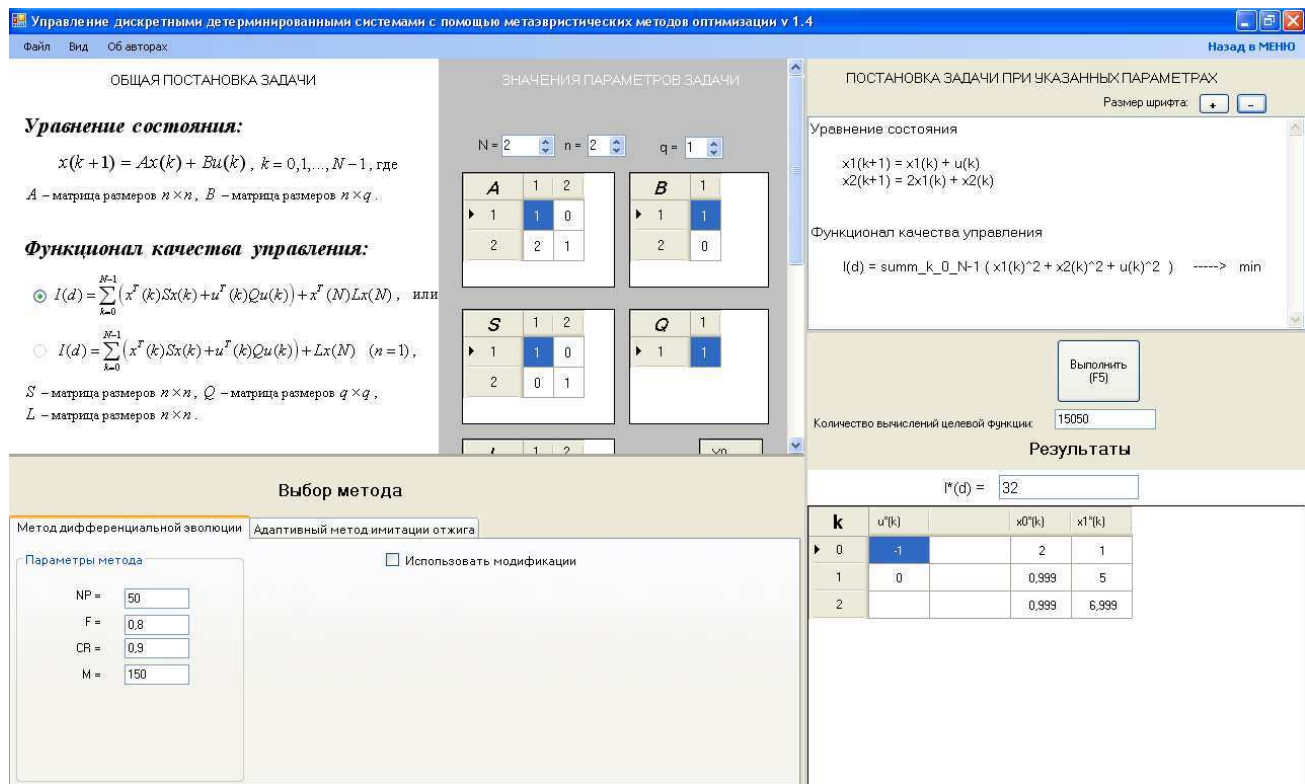 Управление дискретными детерминированными системами с помощью метаэвристических методов оптимизации v 1.4
Файл Вид Об авторах
Назад в МЕНЮ
ОБЩАЯ ПОСТАНОВКА ЗАДАЧИ
Уравнение состояния:
x(k+1) = Ax(k) + Bu(k), k = 0,1,...,N−1, где
A – матрица размеров n×n, B – матрица размеров n×q.
Функционал качества управления:
I(d) = ∑_{k=0}^{N−1} (x^T(k)Sx(k) + u^T(k)Qu(k)) + x^T(N)Lx(N), или
I(d) = ∑_{k=0}^{N−1} (x^T(k)Sx(k) + u^T(k)Qu(k)) + Lx(N) (n=1),
S – матрица размеров n×n, Q – матрица размеров q×q,
L – матрица размеров n×n.
ЗНАЧЕНИЯ ПАРАМЕТРОВ ЗАДАЧИ
N = 2 n = 2 q = 1
A 1 2
1 1 0
2 2 1
B 1
1 1
2 0
S 1 2
1 1 0
2 0 1
Q 1
1 1
1 2
ПОСТАНОВКА ЗАДАЧИ ПРИ УКАЗАННЫХ ПАРАМЕТРАХ
Размер шрифта: + -
Уравнение состояния
x1(k+1) = x1(k) + u(k)
x2(k+1) = 2x1(k) + x2(k)
Функционал качества управления
I(d) = summ_k_0_N-1 ( x1(k)^2 + x2(k)^2 + u(k)^2 ) -----> min
Выполнить
(F5)
Количество вычислений целевой функции: 15050
Результаты
I*(d) = 32
k u*(k) x0*(k) x1*(k)
0 -1 2 1
1 0 0,999 5
2 0,999 6,999
Выбор метода
Метод дифференциальной эволюции Адаптивный метод имитации отжига
Параметры метода
Использовать модификации
NP = 50
F = 0,8
CR = 0,9
M = 150